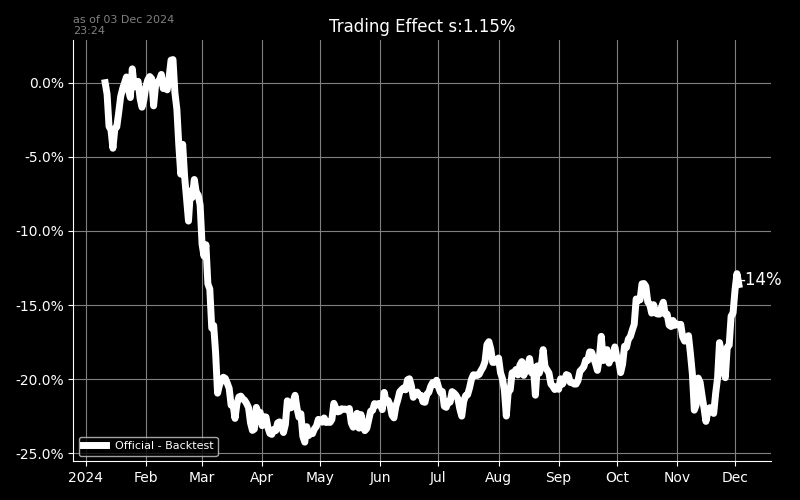 as of 03 Dec 2024
23:24
Trading Effect s:1.15%
0.0%
-5.0%
-10.0%
-15.0%
-20.0%
-25.0%
-14%
Official - Backtest
2024 Feb Mar Apr May Jun Jul Aug Sep Oct Nov Dec